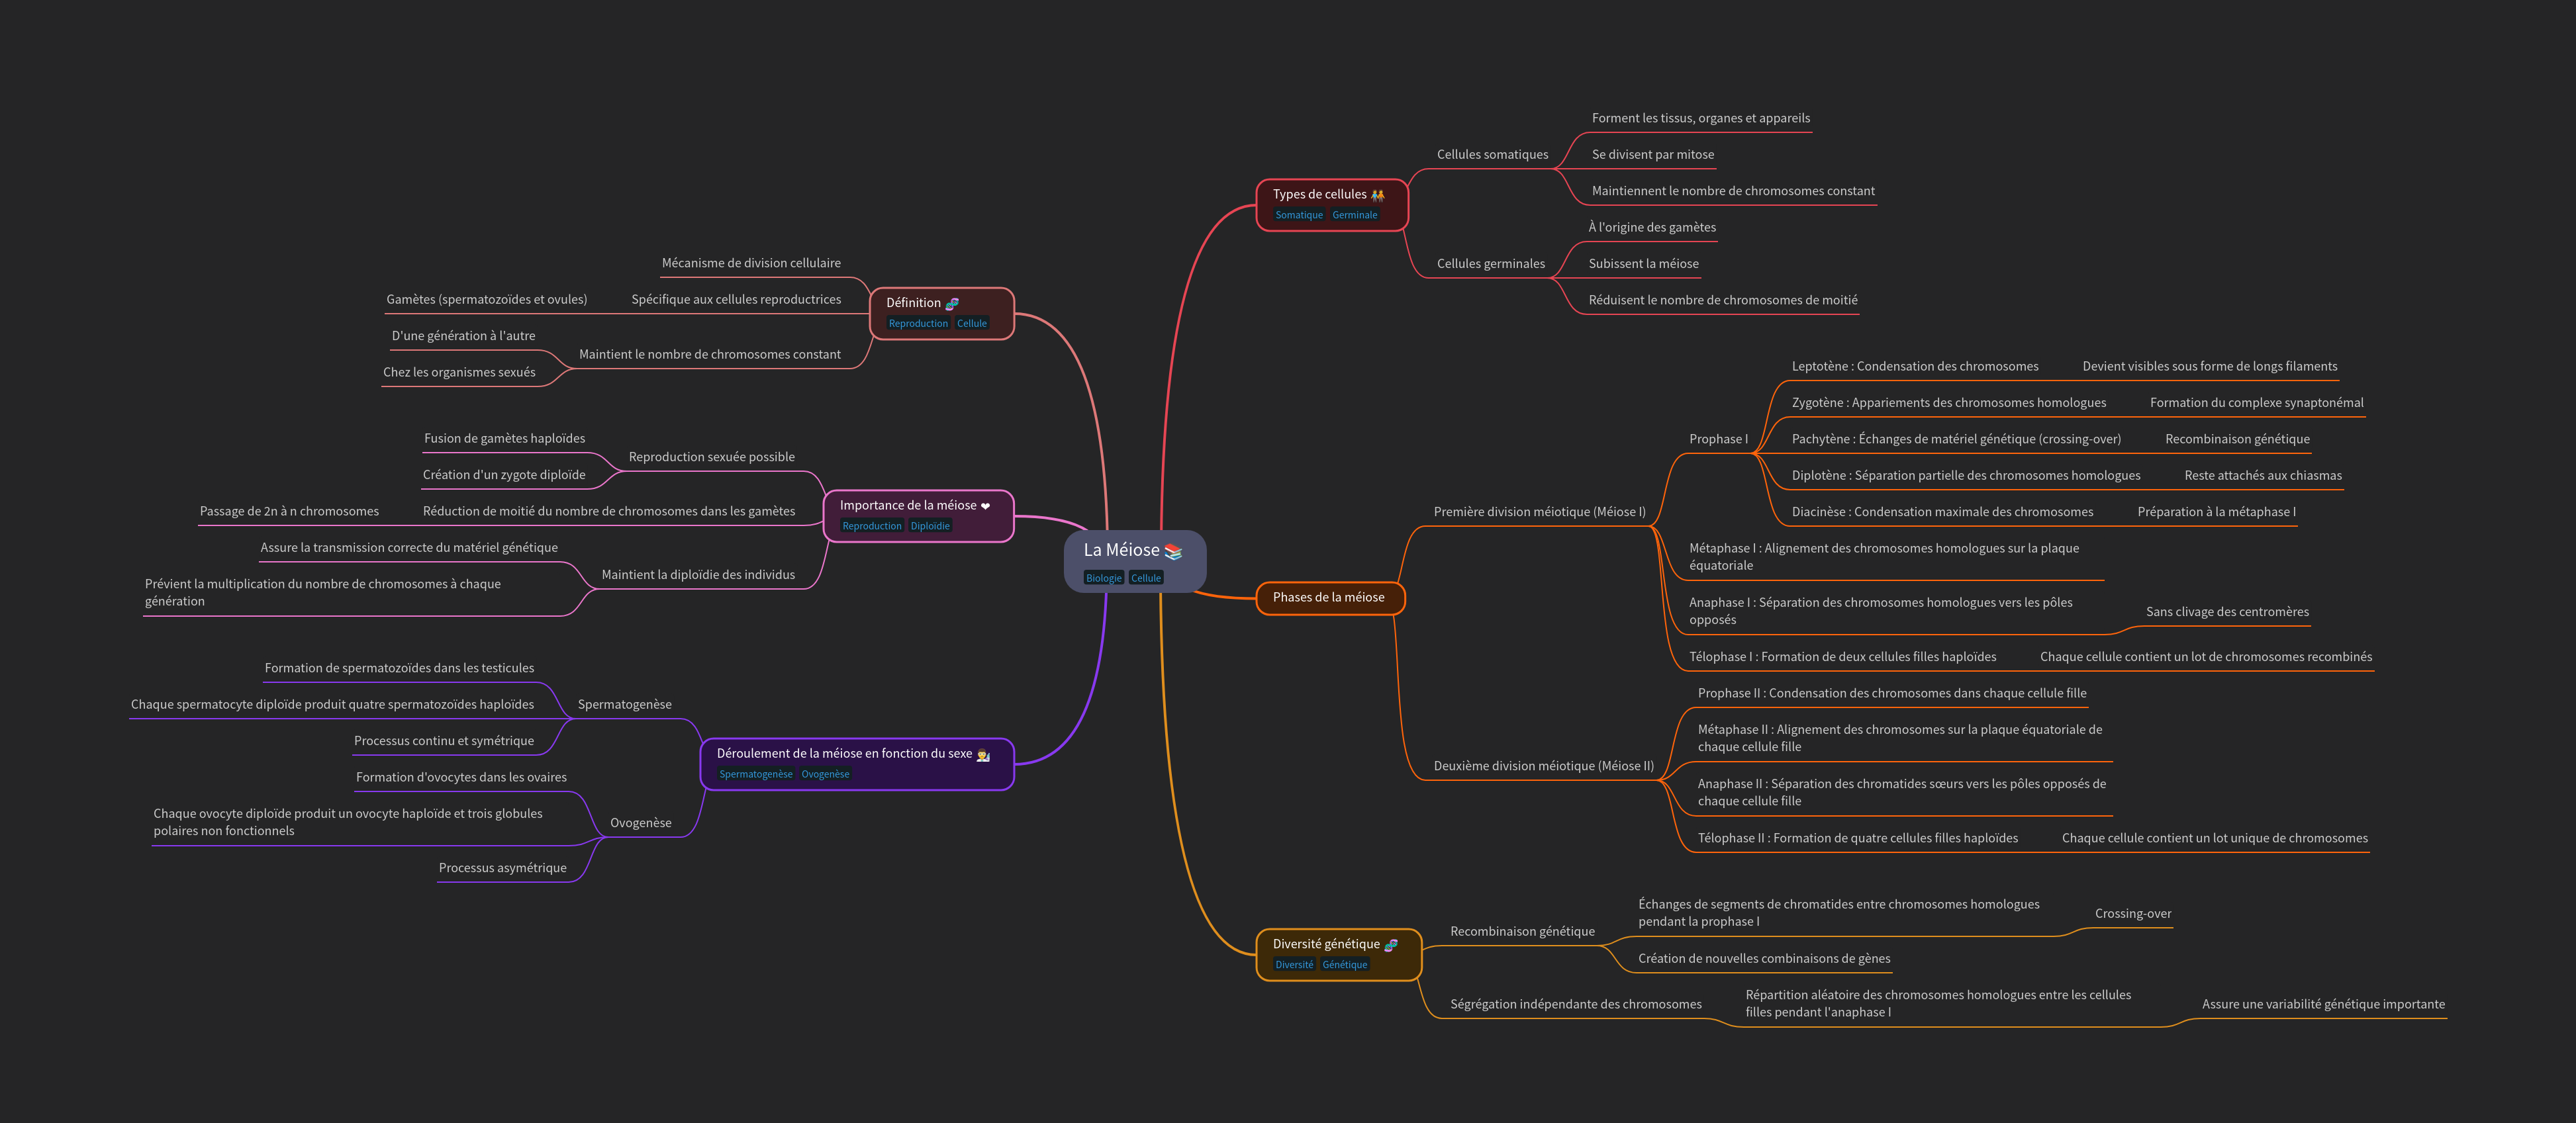 La Méiose 📚
Biologie Cellule
Types de cellules 👫
Somatique Germinale
Cellules somatiques
Forment les tissus, organes et appareils
Se divisent par mitose
Maintiennent le nombre de chromosomes constant
Cellules germinales
À l'origine des gamètes
Subissent la méiose
Réduisent le nombre de chromosomes de moitié
Phases de la méiose
Première division méiotique (Méiose I)
Prophase I
Leptotène : Condensation des chromosomes
Devient visibles sous forme de longs filaments
Zygotène : Appariements des chromosomes homologues
Formation du complexe synaptonémal
Pachytène : Échanges de matériel génétique (crossing-over)
Recombinaison génétique
Diplotène : Séparation partielle des chromosomes homologues
Reste attachés aux chiasmas
Diacinèse : Condensation maximale des chromosomes
Préparation à la métaphase I
Métaphase I : Alignement des chromosomes homologues sur la plaque
équatoriale
Anaphase I : Séparation des chromosomes homologues vers les pôles
opposés
Sans clivage des centromères
Télophase I : Formation de deux cellules filles haploïdes
Chaque cellule contient un lot de chromosomes recombinés
Deuxième division méiotique (Méiose II)
Prophase II : Condensation des chromosomes dans chaque cellule fille
Métaphase II : Alignement des chromosomes sur la plaque équatoriale de
chaque cellule fille
Anaphase II : Séparation des chromatides sœurs vers les pôles opposés de
chaque cellule fille
Télophase II : Formation de quatre cellules filles haploïdes
Chaque cellule contient un lot unique de chromosomes
Diversité génétique 🧬
Diversité Génétique
Recombinaison génétique
Échanges de segments de chromatides entre chromosomes homologues
pendant la prophase I
Crossing-over
Création de nouvelles combinaisons de gènes
Ségrégation indépendante des chromosomes
Répartition aléatoire des chromosomes homologues entre les cellules
filles pendant l'anaphase I
Assure une variabilité génétique importante
Définition 🧬
Reproduction Cellule
Mécanisme de division cellulaire
Spécifique aux cellules reproductrices
Gamètes (spermatozoïdes et ovules)
Maintient le nombre de chromosomes constant
D'une génération à l'autre
Chez les organismes sexués
Importance de la méiose ❤
Reproduction Diploïdie
Reproduction sexuée possible
Fusion de gamètes haploïdes
Création d'un zygote diploïde
Réduction de moitié du nombre de chromosomes dans les gamètes
Passage de 2n à n chromosomes
Maintient la diploïdie des individus
Assure la transmission correcte du matériel génétique
Prévient la multiplication du nombre de chromosomes à chaque
génération
Déroulement de la méiose en fonction du sexe 👨‍🔬
Spermatogenèse Ovogenèse
Spermatogenèse
Formation de spermatozoïdes dans les testicules
Chaque spermatocyte diploïde produit quatre spermatozoïdes haploïdes
Processus continu et symétrique
Ovogenèse
Formation d'ovocytes dans les ovaires
Chaque ovocyte diploïde produit un ovocyte haploïde et trois globules
polaires non fonctionnels
Processus asymétrique